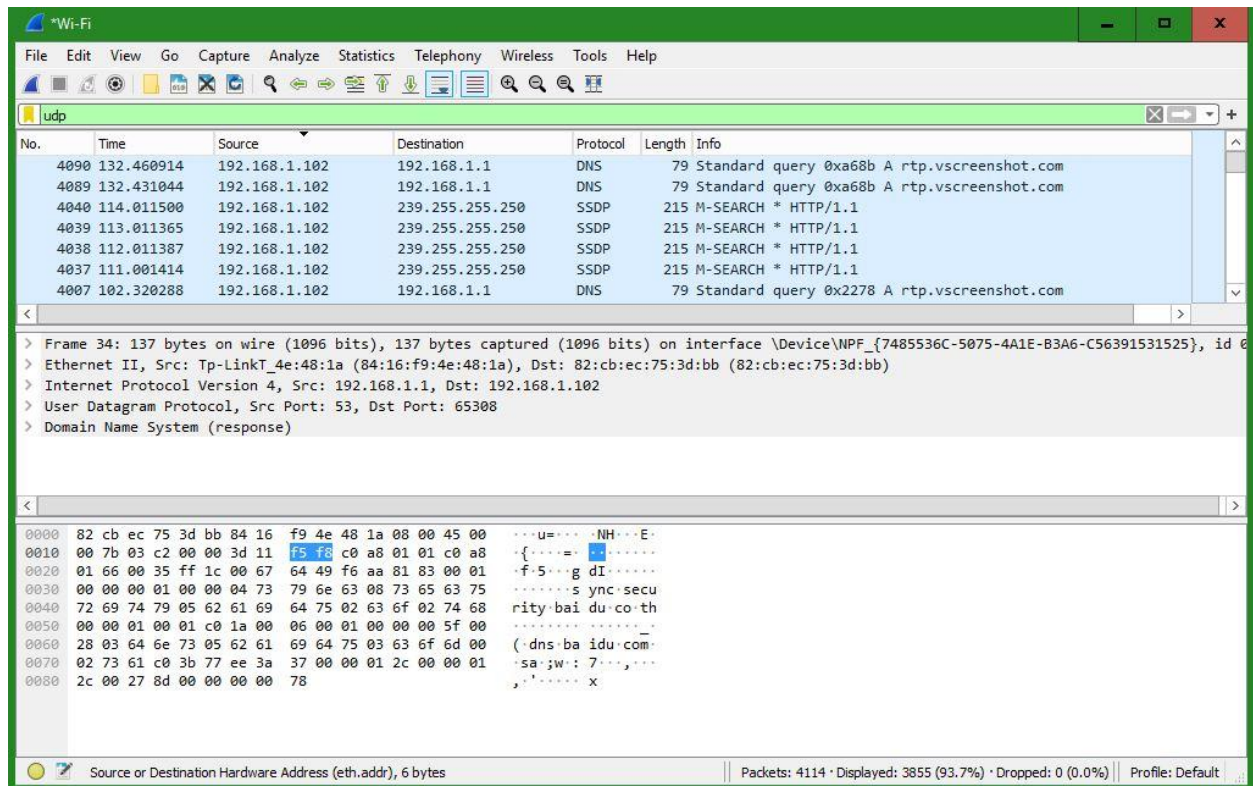 *Wi-Fi
File Edit View Go Capture Analyze Statistics Telephony Wireless Tools Help
udp
No. Time Source Destination Protocol Length Info
4090 132.460914 192.168.1.102 192.168.1.1 DNS 79 Standard query 0xa68b A rtp.vscreenshot.com
4089 132.431044 192.168.1.102 192.168.1.1 DNS 79 Standard query 0xa68b A rtp.vscreenshot.com
4040 114.011500 192.168.1.102 239.255.255.250 SSDP 215 M-SEARCH * HTTP/1.1
4039 113.011365 192.168.1.102 239.255.255.250 SSDP 215 M-SEARCH * HTTP/1.1
4038 112.011387 192.168.1.102 239.255.255.250 SSDP 215 M-SEARCH * HTTP/1.1
4037 111.001414 192.168.1.102 239.255.255.250 SSDP 215 M-SEARCH * HTTP/1.1
4007 102.320288 192.168.1.102 192.168.1.1 DNS 79 Standard query 0x2278 A rtp.vscreenshot.com
> Frame 34: 137 bytes on wire (1096 bits), 137 bytes captured (1096 bits) on interface \Device\NPF_{7485536C-5075-4A1E-B3A6-C56391531525}, id
> Ethernet II, Src: Tp-LinkT_4e:48:1a (84:16:f9:4e:48:1a), Dst: 82:cb:ec:75:3d:bb (82:cb:ec:75:3d:bb)
> Internet Protocol Version 4, Src: 192.168.1.1, Dst: 192.168.1.102
> User Datagram Protocol, Src Port: 53, Dst Port: 65308
> Domain Name System (response)
0000 82 cb ec 75 3d bb 84 16 f9 4e 48 1a 08 00 45 00 ···u=··· ·NH···E·
0010 00 7b 03 c2 00 00 3d 11 f5 f8 c0 a8 01 01 c0 a8 ·{····=· ········
0020 01 66 00 35 ff 1c 00 67 64 49 f6 aa 81 83 00 01 ·f·5···g dI······
0030 00 00 00 01 00 00 04 73 79 6e 63 08 73 65 63 75 ·······s ync·secu
0040 72 69 74 79 05 62 61 69 64 75 02 63 6f 02 74 68 rity·bai du·co·th
0050 00 00 01 00 01 c0 1a 00 06 00 01 00 00 00 5f 00 ········ ······_·
0060 28 03 64 6e 73 05 62 61 69 64 75 03 63 6f 6d 00 (·dns·ba idu·com·
0070 02 73 61 c0 3b 77 ee 3a 37 00 00 01 2c 00 00 01 ·sa·;w·: 7···,···
0080 2c 00 27 8d 00 00 00 00 78 ,·'····· x
Source or Destination Hardware Address (eth.addr), 6 bytes Packets: 4114 · Displayed: 3855 (93.7%) · Dropped: 0 (0.0%) Profile: Default